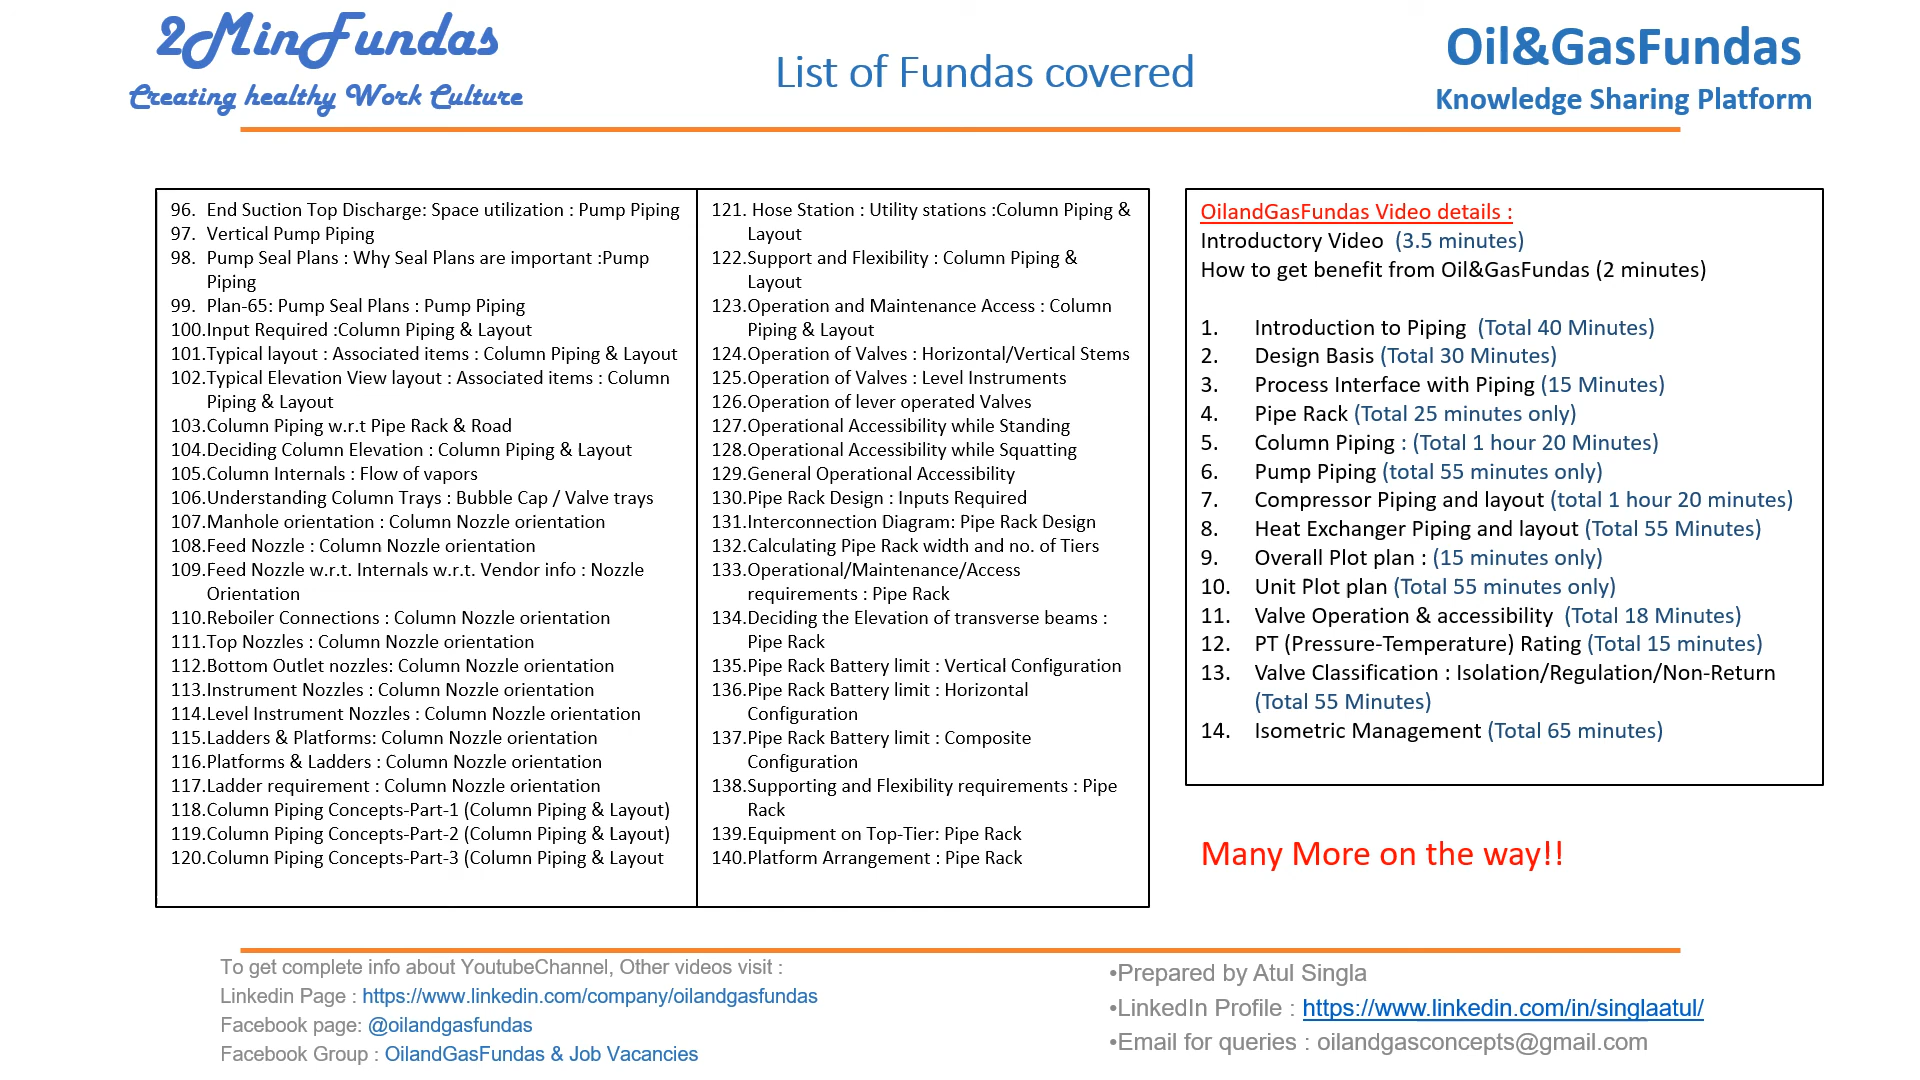 2MinFundas
Creating healthy Work Culture
List of Fundas covered
Oil&GasFundas
Knowledge Sharing Platform
96. End Suction Top Discharge: Space utilization : Pump Piping
97. Vertical Pump Piping
98. Pump Seal Plans : Why Seal Plans are important :Pump
Piping
99. Plan-65: Pump Seal Plans : Pump Piping
100.Input Required :Column Piping & Layout
101.Typical layout : Associated items : Column Piping & Layout
102.Typical Elevation View layout : Associated items : Column
Piping & Layout
103.Column Piping w.r.t Pipe Rack & Road
104.Deciding Column Elevation : Column Piping & Layout
105.Column Internals : Flow of vapors
106.Understanding Column Trays : Bubble Cap / Valve trays
107.Manhole orientation : Column Nozzle orientation
108.Feed Nozzle : Column Nozzle orientation
109.Feed Nozzle w.r.t. Internals w.r.t. Vendor info : Nozzle
Orientation
110.Reboiler Connections : Column Nozzle orientation
111.Top Nozzles : Column Nozzle orientation
112.Bottom Outlet nozzles: Column Nozzle orientation
113.Instrument Nozzles : Column Nozzle orientation
114.Level Instrument Nozzles : Column Nozzle orientation
115.Ladders & Platforms: Column Nozzle orientation
116.Platforms & Ladders : Column Nozzle orientation
117.Ladder requirement : Column Nozzle orientation
118.Column Piping Concepts-Part-1 (Column Piping & Layout)
119.Column Piping Concepts-Part-2 (Column Piping & Layout)
120.Column Piping Concepts-Part-3 (Column Piping & Layout
121. Hose Station : Utility stations :Column Piping &
Layout
122.Support and Flexibility : Column Piping &
Layout
123.Operation and Maintenance Access : Column
Piping & Layout
124.Operation of Valves : Horizontal/Vertical Stems
125.Operation of Valves : Level Instruments
126.Operation of lever operated Valves
127.Operational Accessibility while Standing
128.Operational Accessibility while Squatting
129.General Operational Accessibility
130.Pipe Rack Design : Inputs Required
131.Interconnection Diagram: Pipe Rack Design
132.Calculating Pipe Rack width and no. of Tiers
133.Operational/Maintenance/Access
requirements : Pipe Rack
134.Deciding the Elevation of transverse beams :
Pipe Rack
135.Pipe Rack Battery limit : Vertical Configuration
136.Pipe Rack Battery limit : Horizontal
Configuration
137.Pipe Rack Battery limit : Composite
Configuration
138.Supporting and Flexibility requirements : Pipe
Rack
139.Equipment on Top-Tier: Pipe Rack
140.Platform Arrangement : Pipe Rack
OilandGasFundas Video details :
Introductory Video (3.5 minutes)
How to get benefit from Oil&GasFundas (2 minutes)
1. Introduction to Piping (Total 40 Minutes)
2. Design Basis (Total 30 Minutes)
3. Process Interface with Piping (15 Minutes)
4. Pipe Rack (Total 25 minutes only)
5. Column Piping : (Total 1 hour 20 Minutes)
6. Pump Piping (total 55 minutes only)
7. Compressor Piping and layout (total 1 hour 20 minutes)
8. Heat Exchanger Piping and layout (Total 55 Minutes)
9. Overall Plot plan : (15 minutes only)
10. Unit Plot plan (Total 55 minutes only)
11. Valve Operation & accessibility (Total 18 Minutes)
12. PT (Pressure-Temperature) Rating (Total 15 minutes)
13. Valve Classification : Isolation/Regulation/Non-Return
(Total 55 Minutes)
14. Isometric Management (Total 65 minutes)
Many More on the way!!
To get complete info about YoutubeChannel, Other videos visit :
Linkedin Page : https://www.linkedin.com/company/oilandgasfundas
Facebook page: @oilandgasfundas
Facebook Group : OilandGasFundas & Job Vacancies
•Prepared by Atul Singla
•LinkedIn Profile : https://www.linkedin.com/in/singlaatul/
•Email for queries : oilandgasconcepts@gmail.com